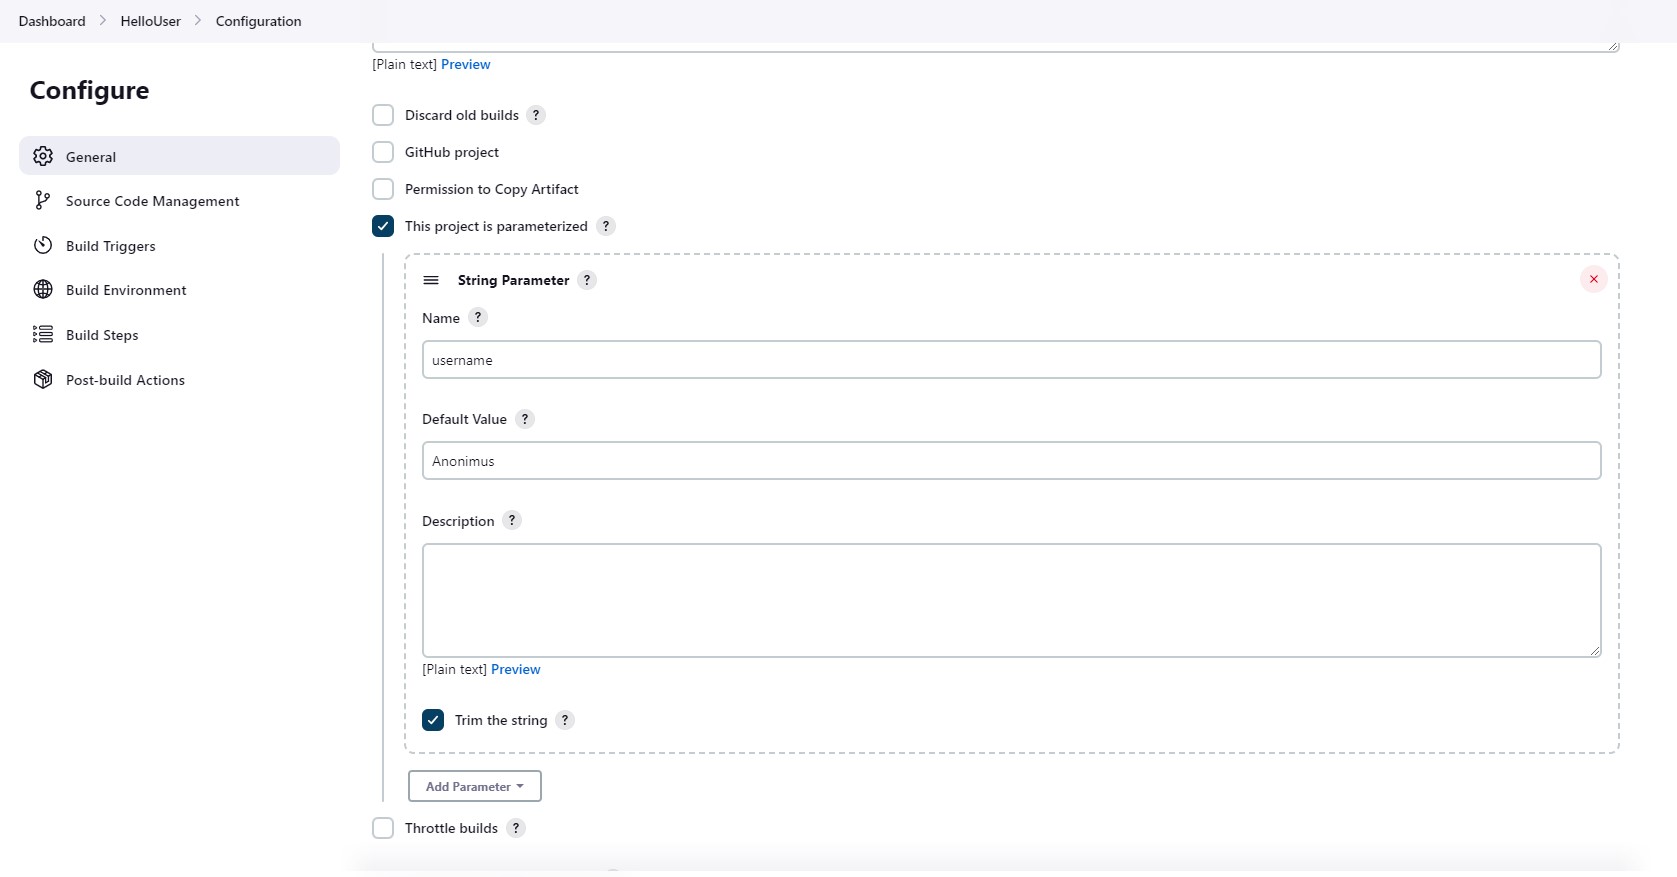 Dashboard > HelloUser > Configuration
[Plain text] Preview
Configure
General
Source Code Management
Build Triggers
Build Environment
Build Steps
Post-build Actions
Discard old builds ?
GitHub project
Permission to Copy Artifact
This project is parameterized ?
String Parameter ?
Name ?
username
Default Value ?
Anonimus
Description ?
[Plain text] Preview
Trim the string ?
Add Parameter
Throttle builds ?